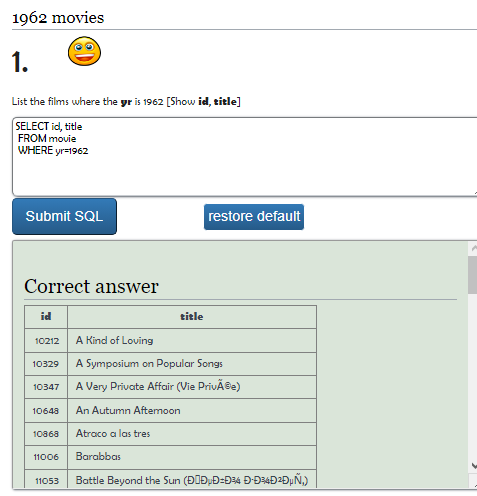 1962 movies
1.
List the films where the yr is 1962 [Show id, title]
SELECT id, title
FROM movie
WHERE yr=1962
Submit SQL restore default
Correct answer
id title
10212 A Kind of Loving
10329 A Symposium on Popular Songs
10347 A Very Private Affair (Vie PrivÃ©e)
10648 An Autumn Afternoon
10868 Atraco a las tres
11006 Barabbas
11053 Battle Beyond the Sun